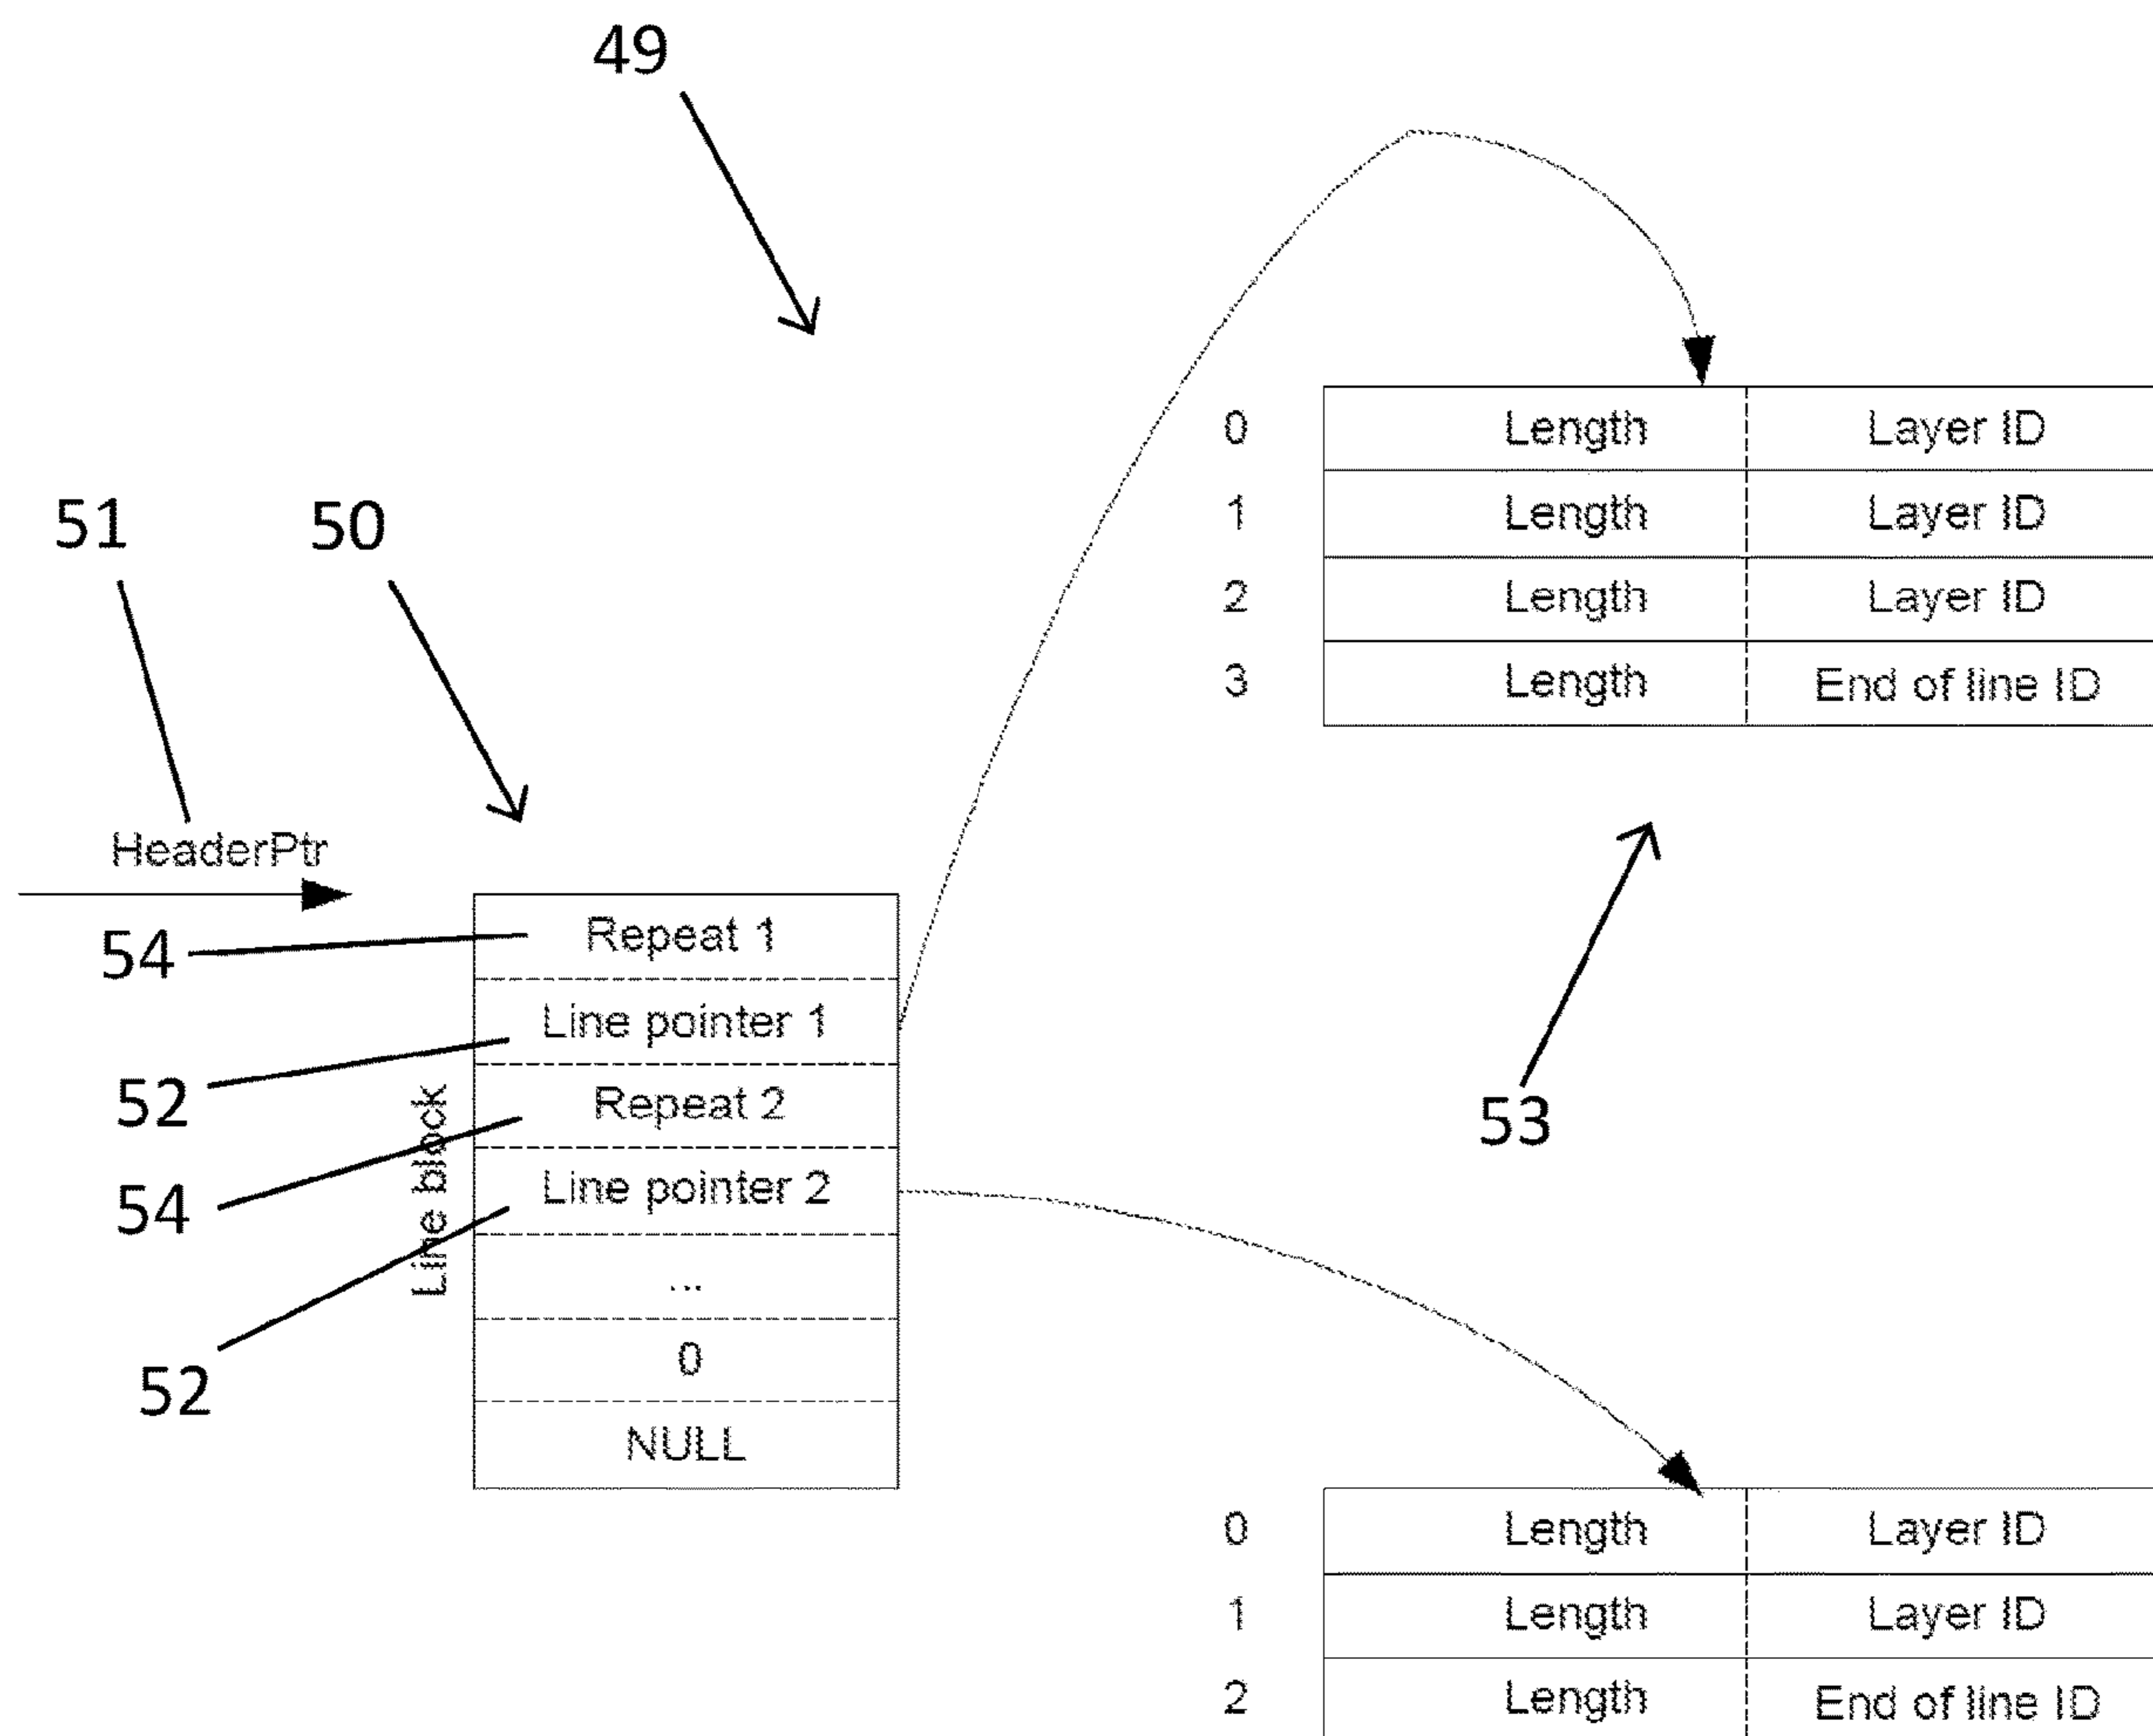 49
0 Length Layer ID
1 Length Layer ID
2 Length Layer ID
3 Length End of line ID
51
50
HeaderPtr
53
54
52
54
52
Line block
Repeat 1
Line pointer 1
Repeat 2
Line pointer 2
...
0
NULL
0 Length Layer ID
1 Length Layer ID
2 Length End of line ID